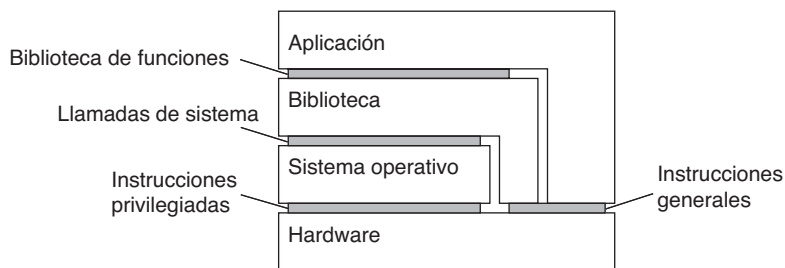 Aplicación
Biblioteca de funciones
Biblioteca
Llamadas de sistema
Sistema operativo
Instrucciones
privilegiadas
Instrucciones
generales
Hardware